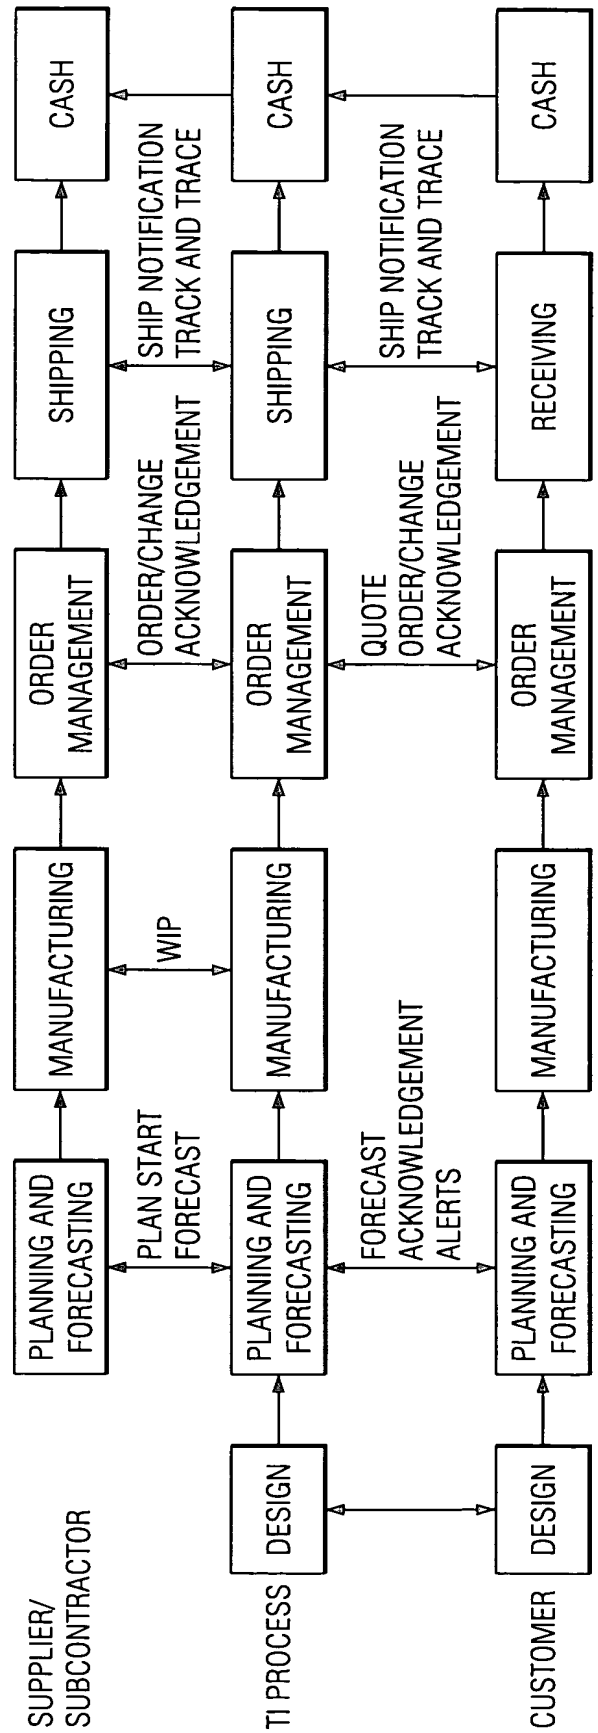 SUPPLIER/
SUBCONTRACTOR
PLANNING AND
FORECASTING
MANUFACTURING
ORDER
MANAGEMENT
SHIPPING
CASH
PLAN START
FORECAST
WIP
ORDER/CHANGE
ACKNOWLEDGEMENT
SHIP NOTIFICATION
TRACK AND TRACE
TI PROCESS
DESIGN
PLANNING AND
FORECASTING
MANUFACTURING
ORDER
MANAGEMENT
SHIPPING
CASH
FORECAST
ACKNOWLEDGEMENT
ALERTS
QUOTE
ORDER/CHANGE
ACKNOWLEDGEMENT
SHIP NOTIFICATION
TRACK AND TRACE
CUSTOMER
DESIGN
PLANNING AND
FORECASTING
MANUFACTURING
ORDER
MANAGEMENT
RECEIVING
CASH